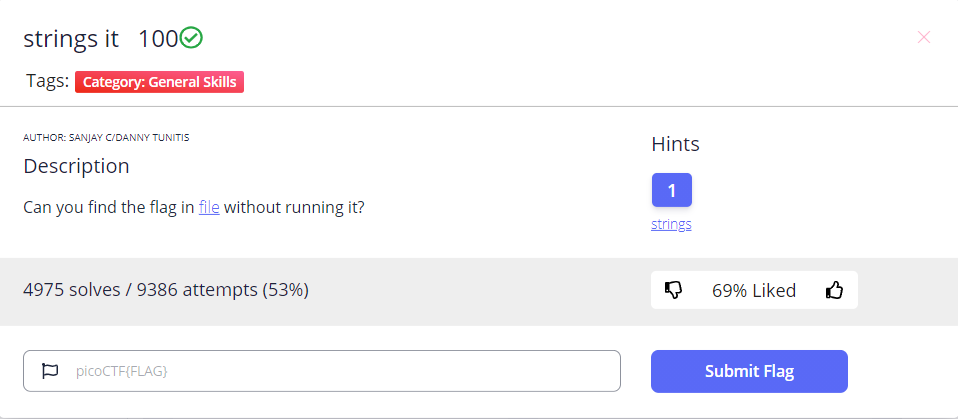 strings it 100
Tags: Category: General Skills
AUTHOR: SANJAY C/DANNY TUNITIS
Description
Can you find the flag in file without running it?
Hints
1
strings
4975 solves / 9386 attempts (53%)
69% Liked
picoCTF{FLAG}
Submit Flag